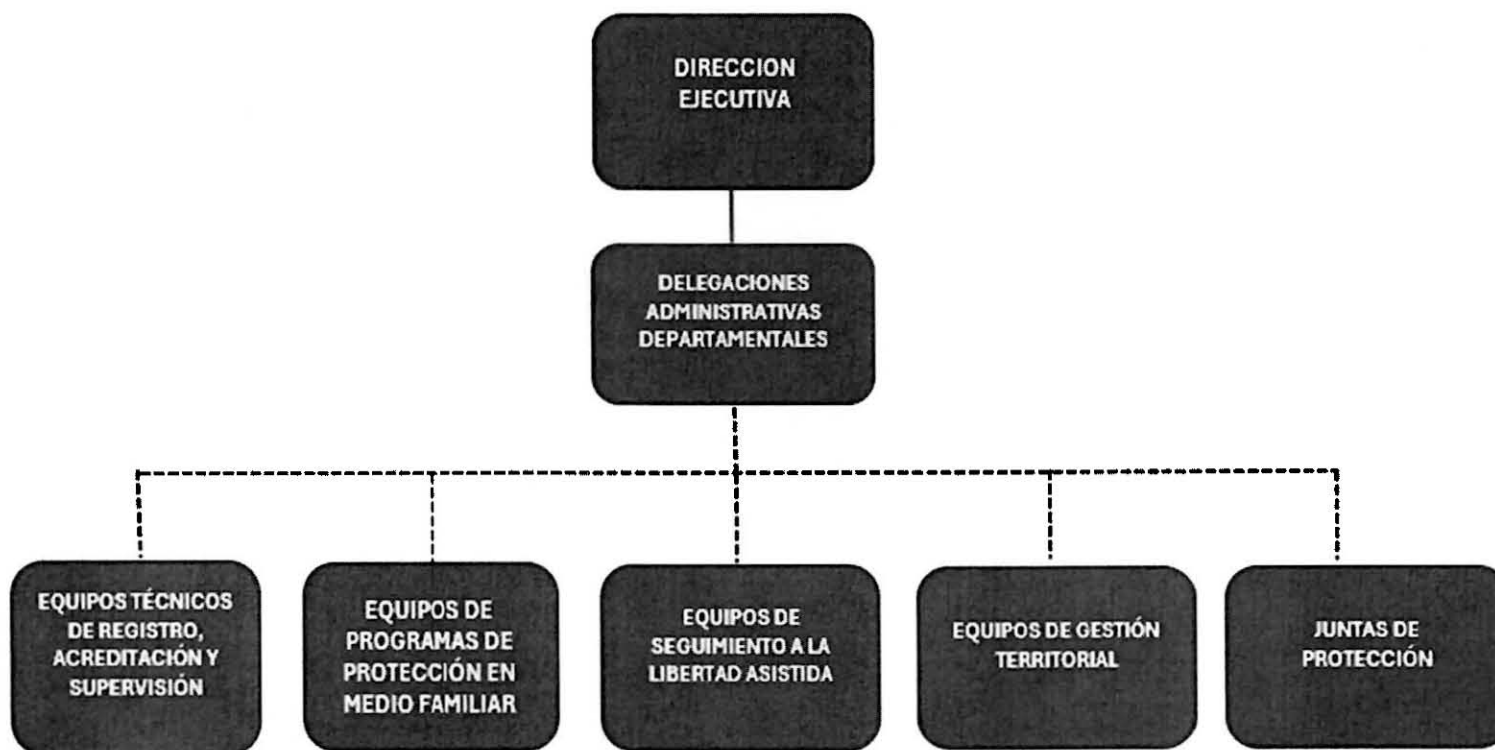 DIRECCION
EJECUTIVA
DELEGACIONES
ADMINISTRATIVAS
DEPARTAMENTALES
EQUIPOS TÉCNICOS
DE REGISTRO,
ACREDITACIÓN Y
SUPERVISIÓN
EQUIPOS DE
PROGRAMAS DE
PROTECCIÓN EN
MEDIO FAMILIAR
EQUIPOS DE
SEGUIMIENTO A LA
LIBERTAD ASISTIDA
EQUIPOS DE GESTIÓN
TERRITORIAL
JUNTAS DE
PROTECCIÓN